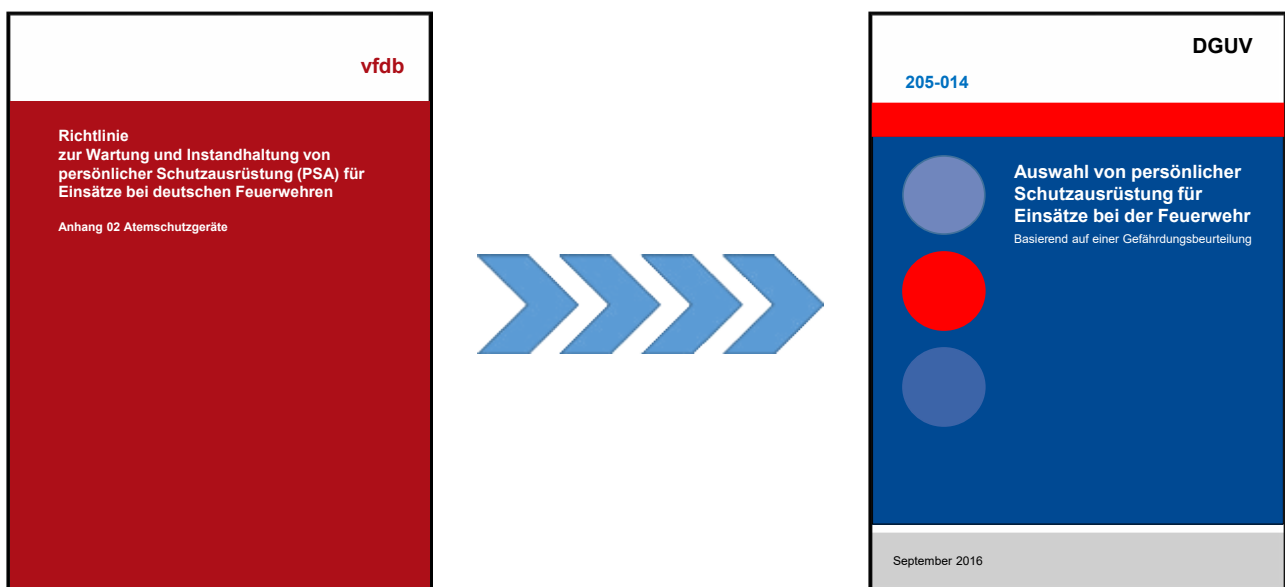 vfdb
Richtlinie
zur Wartung und Instandhaltung von
persönlicher Schutzausrüstung (PSA) für
Einsätze bei deutschen Feuerwehren
Anhang 02 Atemschutzgeräte
DGUV
205-014
Auswahl von persönlicher
Schutzausrüstung für
Einsätze bei der Feuerwehr
Basierend auf einer Gefährdungsbeurteilung
September 2016